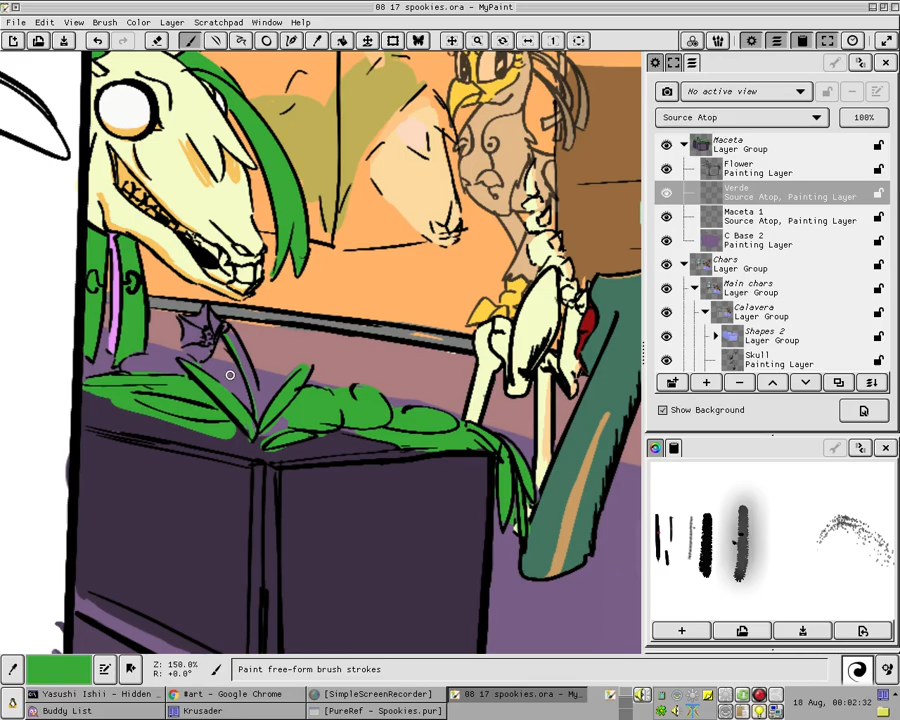 08 17 spookies.ora - MyPaint
File Edit View Brush Color Layer Scratchpad Window Help
No active view
Source Atop
100%
Maceta
Layer Group
Flower
Painting Layer
Verde
Source Atop, Painting Layer
Maceta 1
Source Atop, Painting Layer
C Base 2
Painting Layer
Chars
Layer Group
Main chars
Layer Group
Calavera
Layer Group
Shapes 2
Layer Group
Skull
Painting Layer
Show Background
Z: 150.0%
R: +0.0°
Paint free-form brush strokes
Yasushi Ishii - Hidden
#art - Google Chrome
[SimpleScreenRecorder]
08 17 spookies.ora - My...
Buddy List
Krusader
[PureRef - Spookies.pur]
18 Aug, 00:02:32